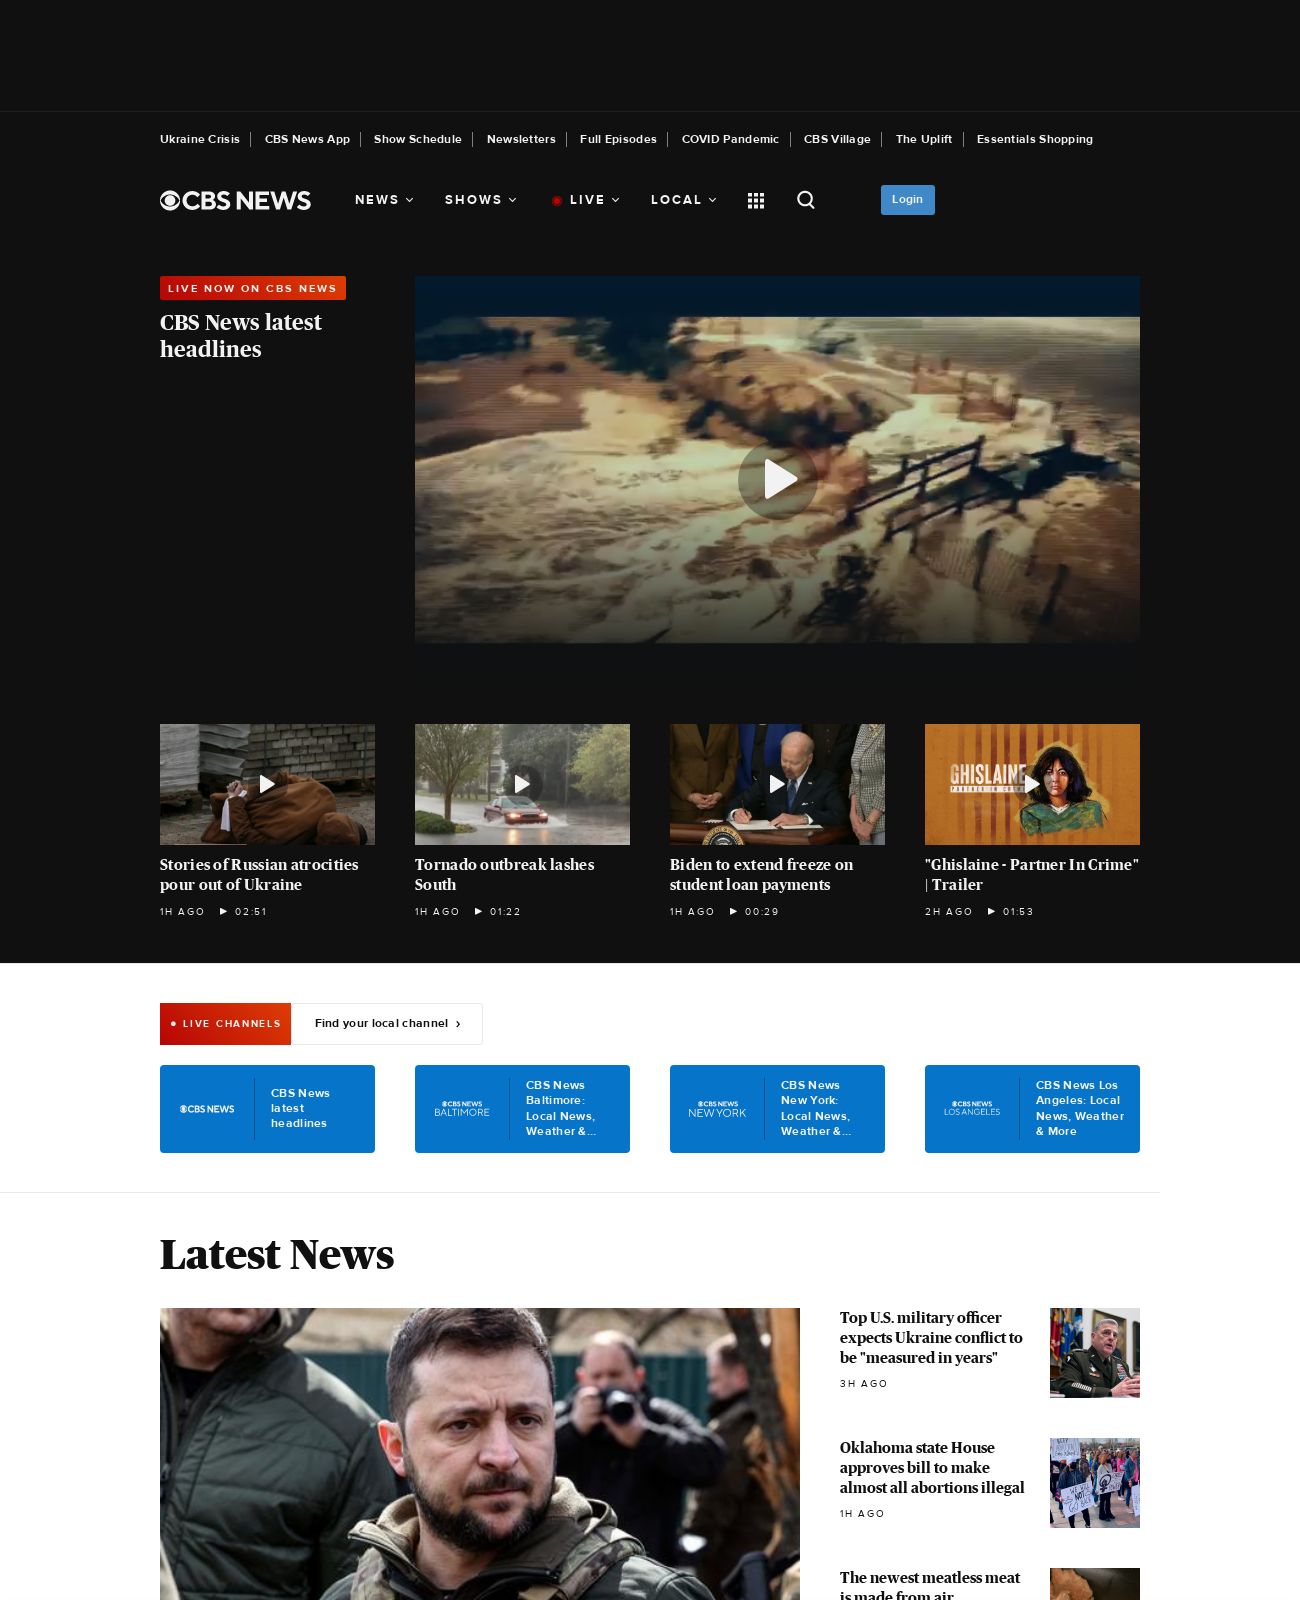 Ukraine Crisis
CBS News App
Show Schedule
Newsletters
Full Episodes
COVID Pandemic
CBS Village
The Uplift
Essentials Shopping
CBS NEWS
NEWS
SHOWS
LIVE
LOCAL
Login
LIVE NOW ON CBS NEWS
CBS News latest
headlines
GHISLAINE
Stories of Russian atrocities
pour out of Ukraine
1H AGO
02:51
Tornado outbreak lashes
South
1H AGO
01:22
Biden to extend freeze on
student loan payments
1H AGO
00:29
"Ghislaine - Partner In Crime"
| Trailer
2H AGO
01:53
LIVE CHANNELS
Find your local channel ›
CBS NEWS
CBS News
latest
headlines
CBS NEWS
BALTIMORE
CBS News
Baltimore:
Local News,
Weather &...
CBS NEWS
NEW YORK
CBS News
New York:
Local News,
Weather &...
CBS NEWS
LOS ANGELES
CBS News Los
Angeles: Local
News, Weather
& More
Latest News
Top U.S. military officer
expects Ukraine conflict to
be "measured in years"
3H AGO
Oklahoma state House
approves bill to make
almost all abortions illegal
1H AGO
The newest meatless meat
is made from air